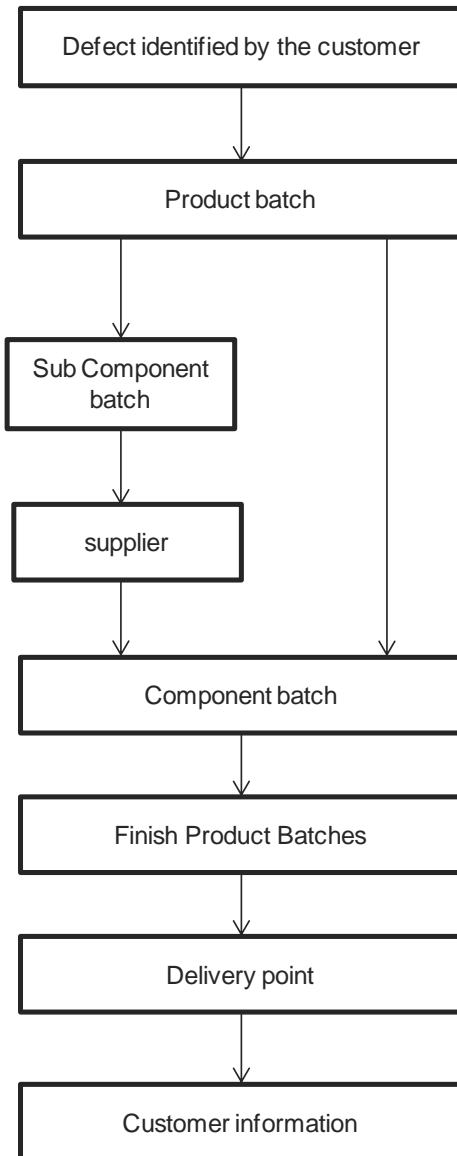 Defect identified by the customer
Product batch
Sub Component
batch
supplier
Component batch
Finish Product Batches
Delivery point
Customer information